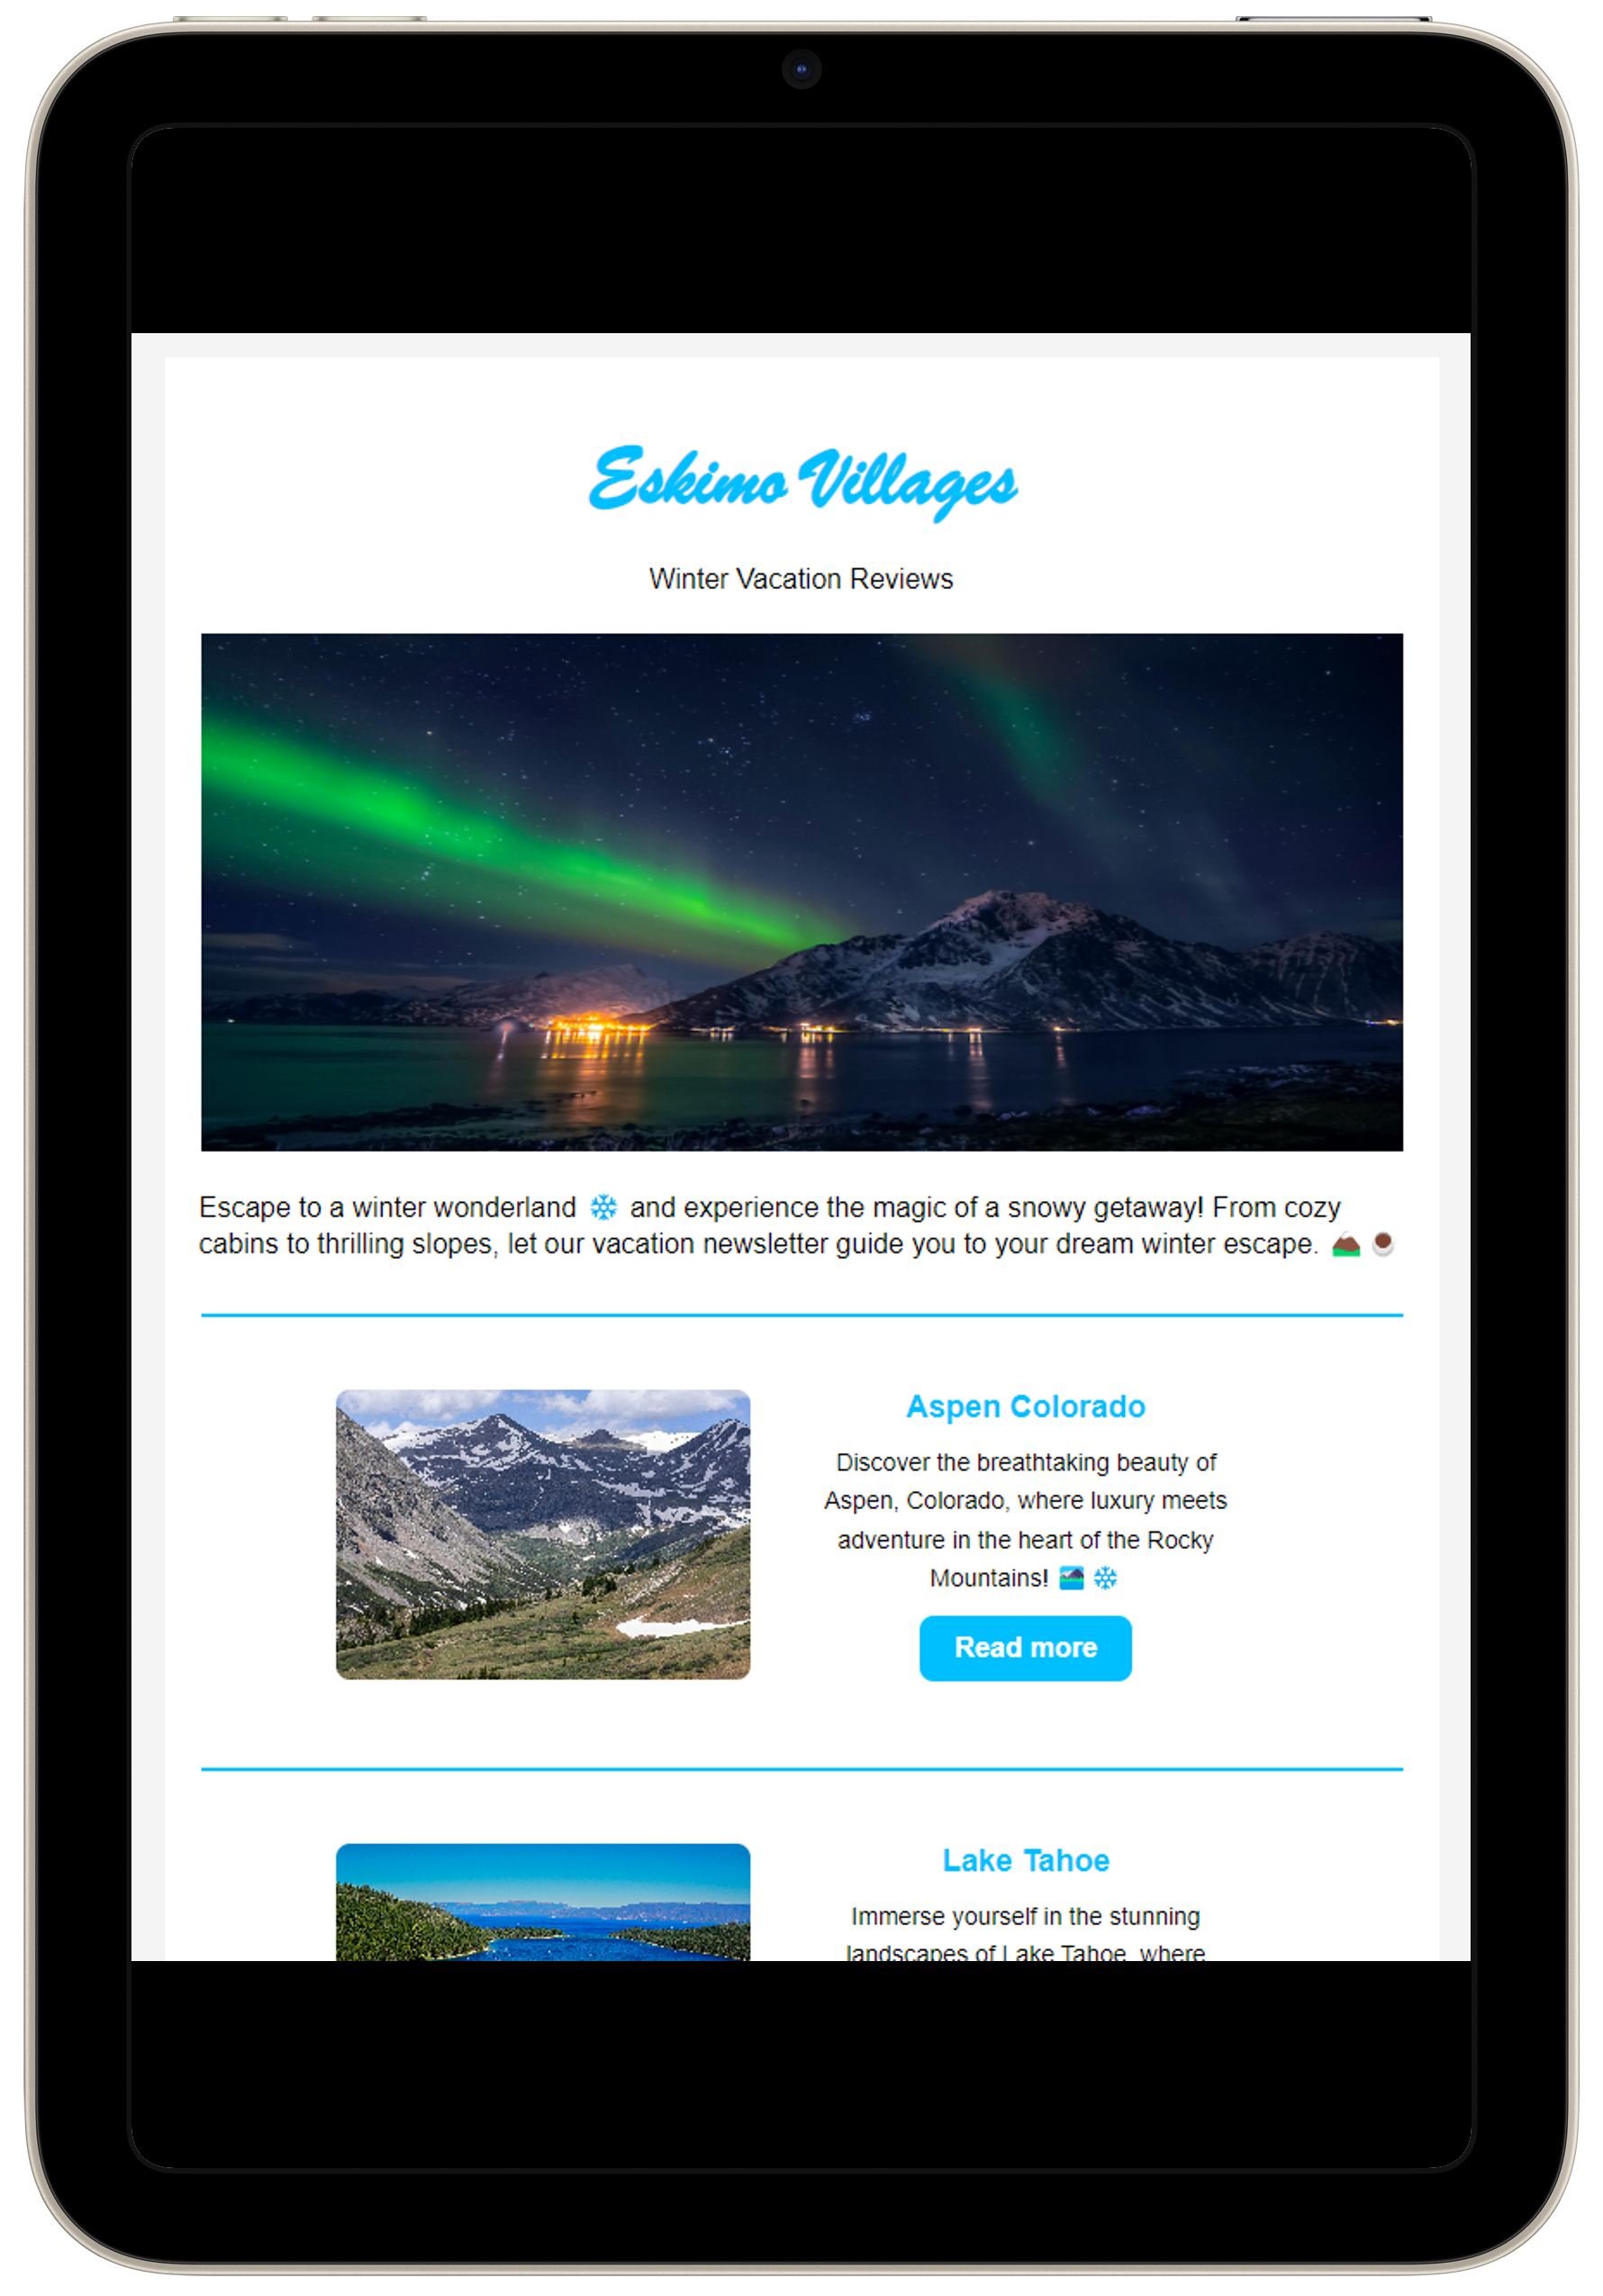 Eskimo Villages
Winter Vacation Reviews
Escape to a winter wonderland ❄️ and experience the magic of a snowy getaway! From cozy
cabins to thrilling slopes, let our vacation newsletter guide you to your dream winter escape.
Aspen Colorado
Discover the breathtaking beauty of
Aspen, Colorado, where luxury meets
adventure in the heart of the Rocky
Mountains! ❄️
Read more
Lake Tahoe
Immerse yourself in the stunning
landscapes of Lake Tahoe, where